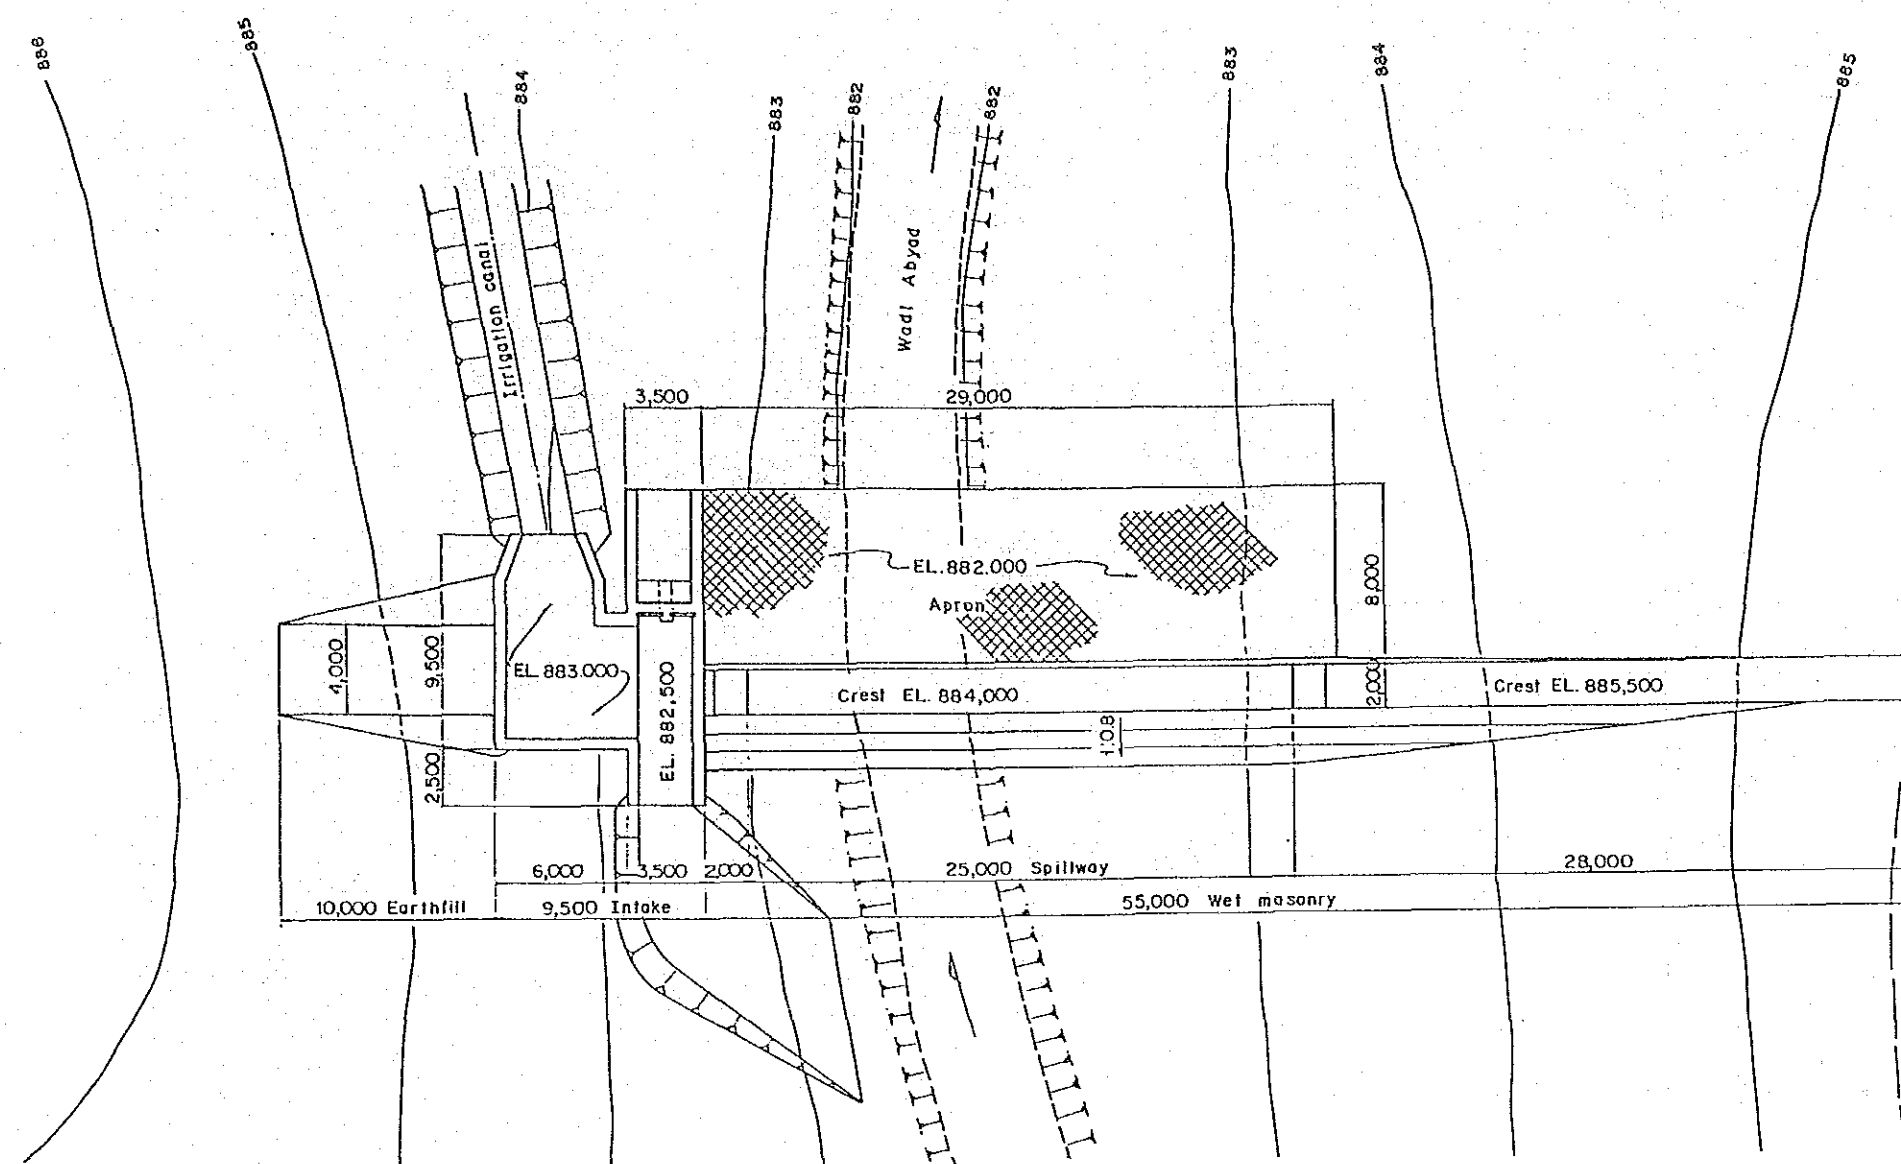 886
885
884
883
882
882
883
884
885
Irrigation canal
Wadi Abyad
3,500
29,000
EL.882.000
Apron
8,000
4,000
9,500
EL.883.000
EL. 882,500
Crest EL. 884,000
2,000
Crest EL. 885,500
1:0.8
2,500
6,000
3,500
2,000
25,000 Spillway
28,000
10,000 Earthfill
9,500 Intake
55,000 Wet masonry